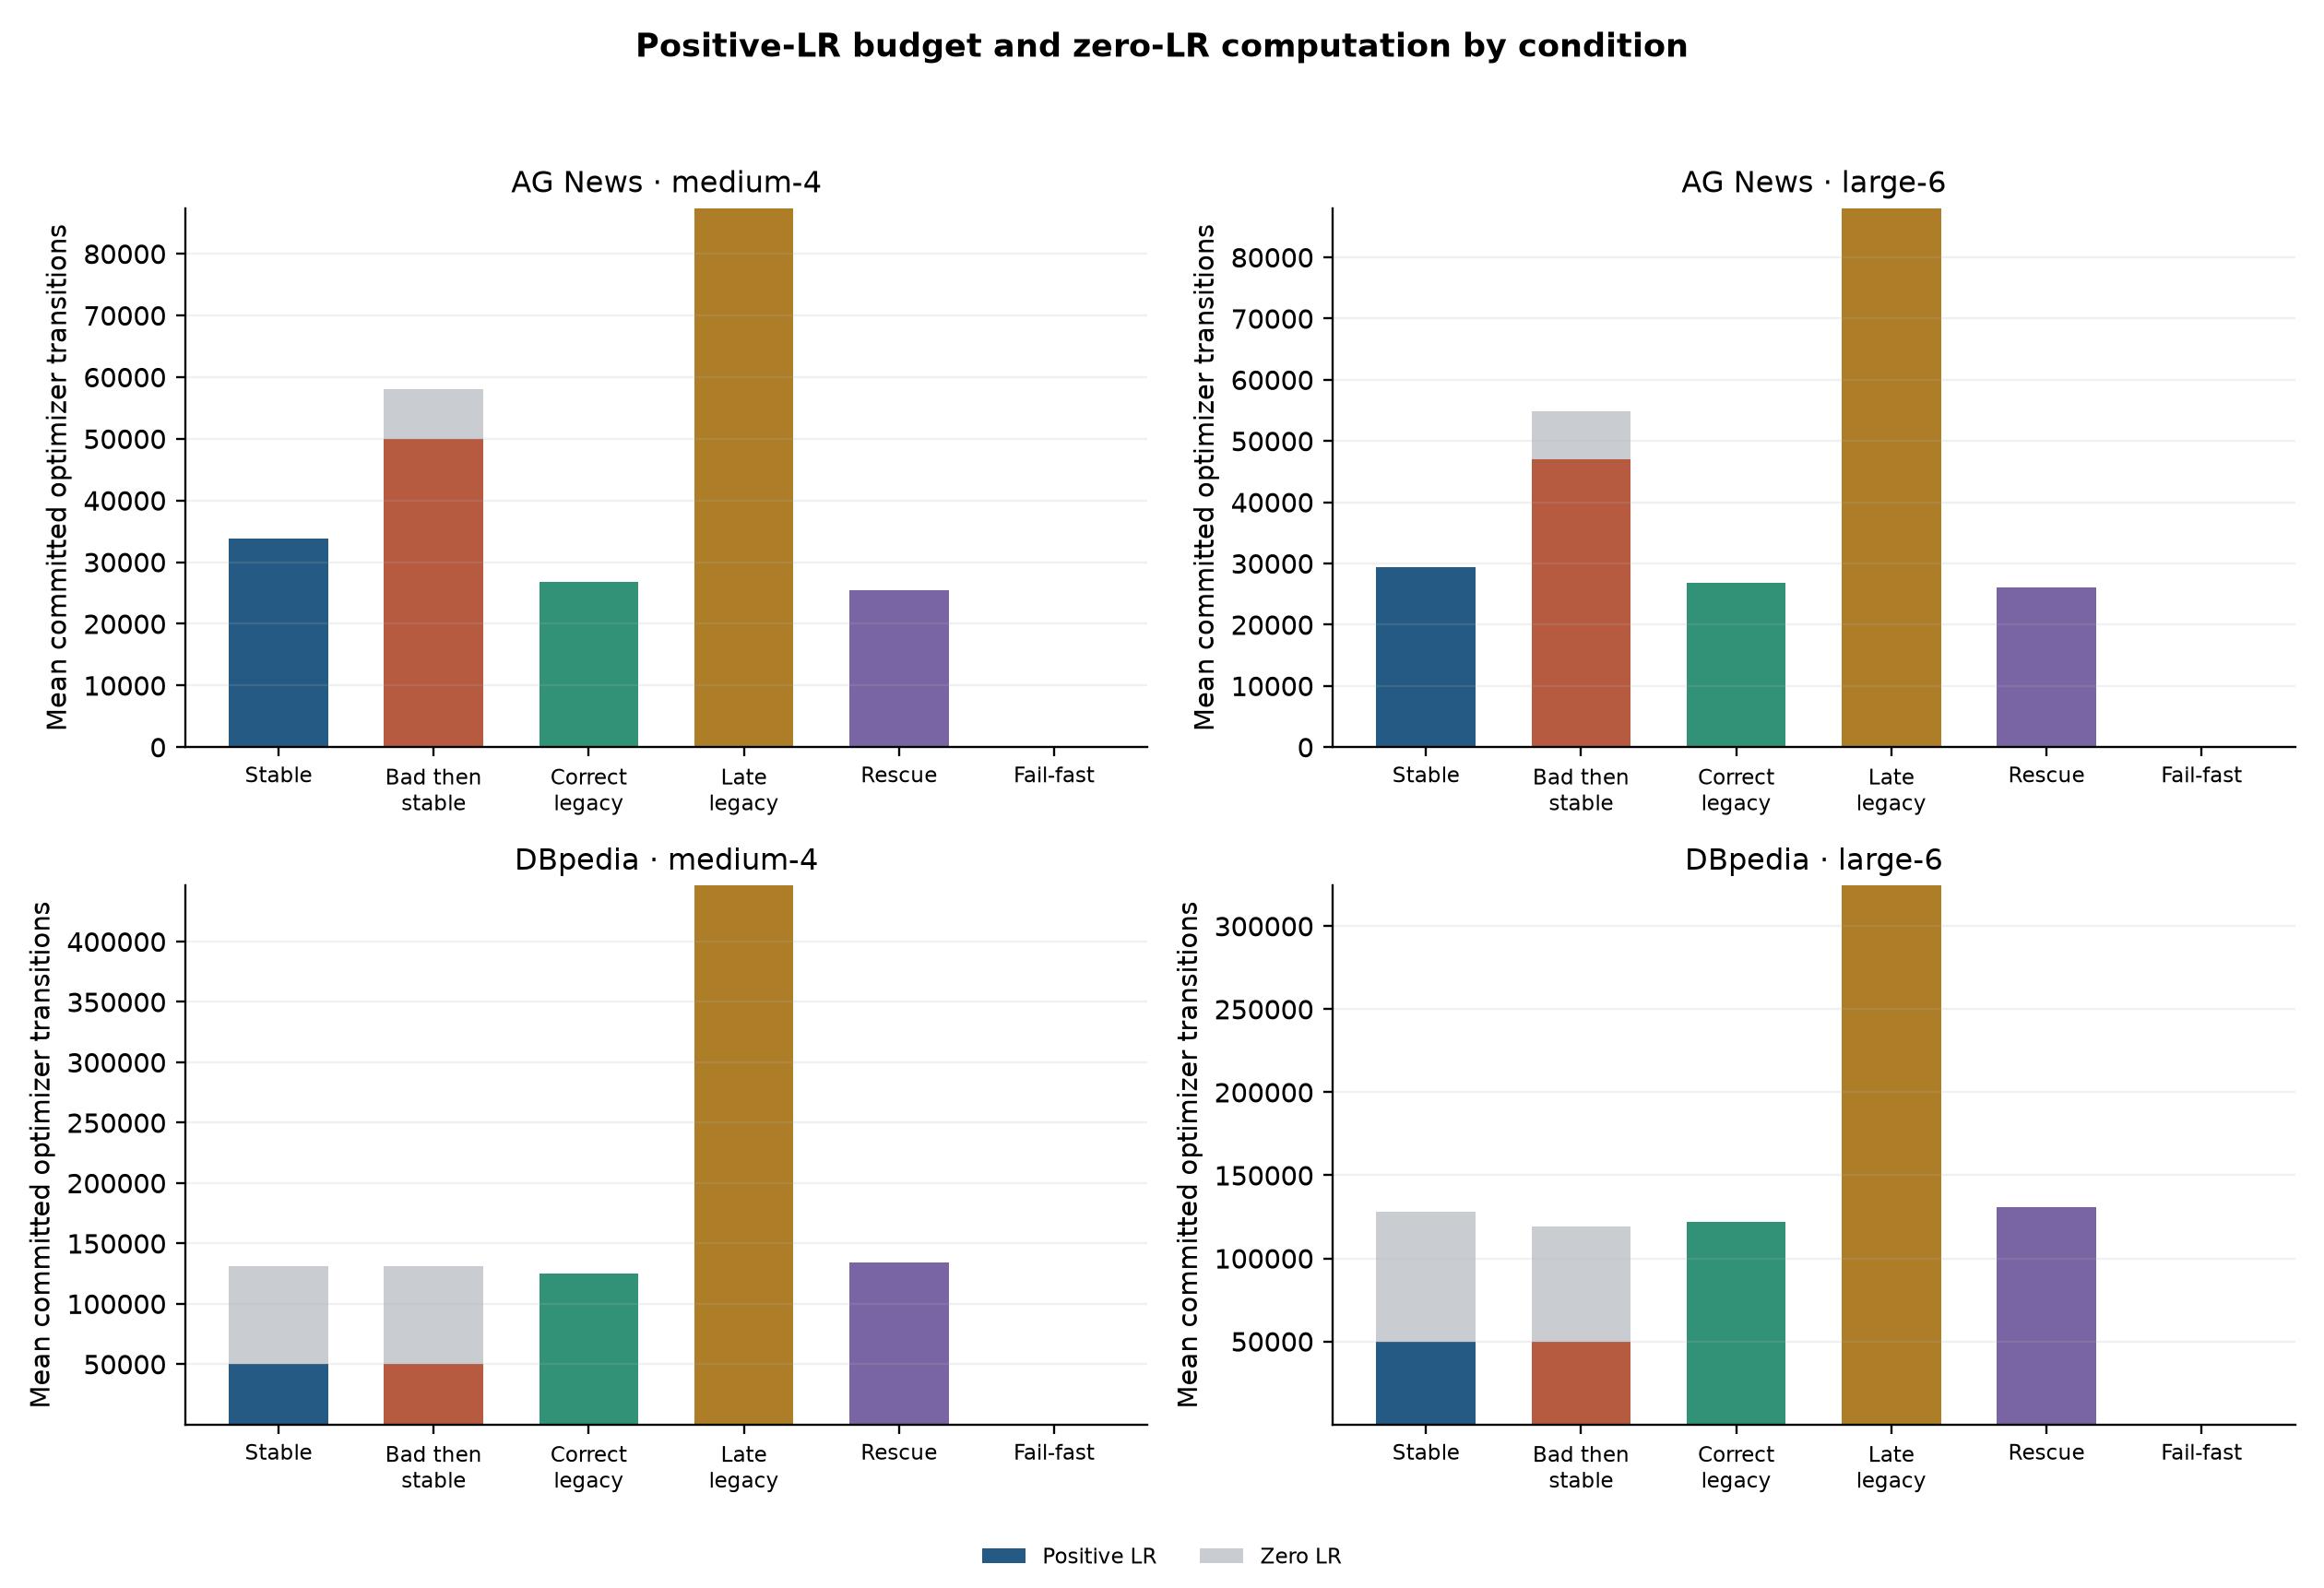 Positive-LR budget and zero-LR computation by condition
AG News · medium-4
Mean committed optimizer transitions
80000
70000
60000
50000
40000
30000
20000
10000
0
Stable
Bad then
stable
Correct
legacy
Late
legacy
Rescue
Fail-fast
AG News · large-6
Mean committed optimizer transitions
80000
70000
60000
50000
40000
30000
20000
10000
0
Stable
Bad then
stable
Correct
legacy
Late
legacy
Rescue
Fail-fast
DBpedia · medium-4
Mean committed optimizer transitions
400000
350000
300000
250000
200000
150000
100000
50000
Stable
Bad then
stable
Correct
legacy
Late
legacy
Rescue
Fail-fast
DBpedia · large-6
Mean committed optimizer transitions
300000
250000
200000
150000
100000
50000
Stable
Bad then
stable
Correct
legacy
Late
legacy
Rescue
Fail-fast
Positive LR
Zero LR